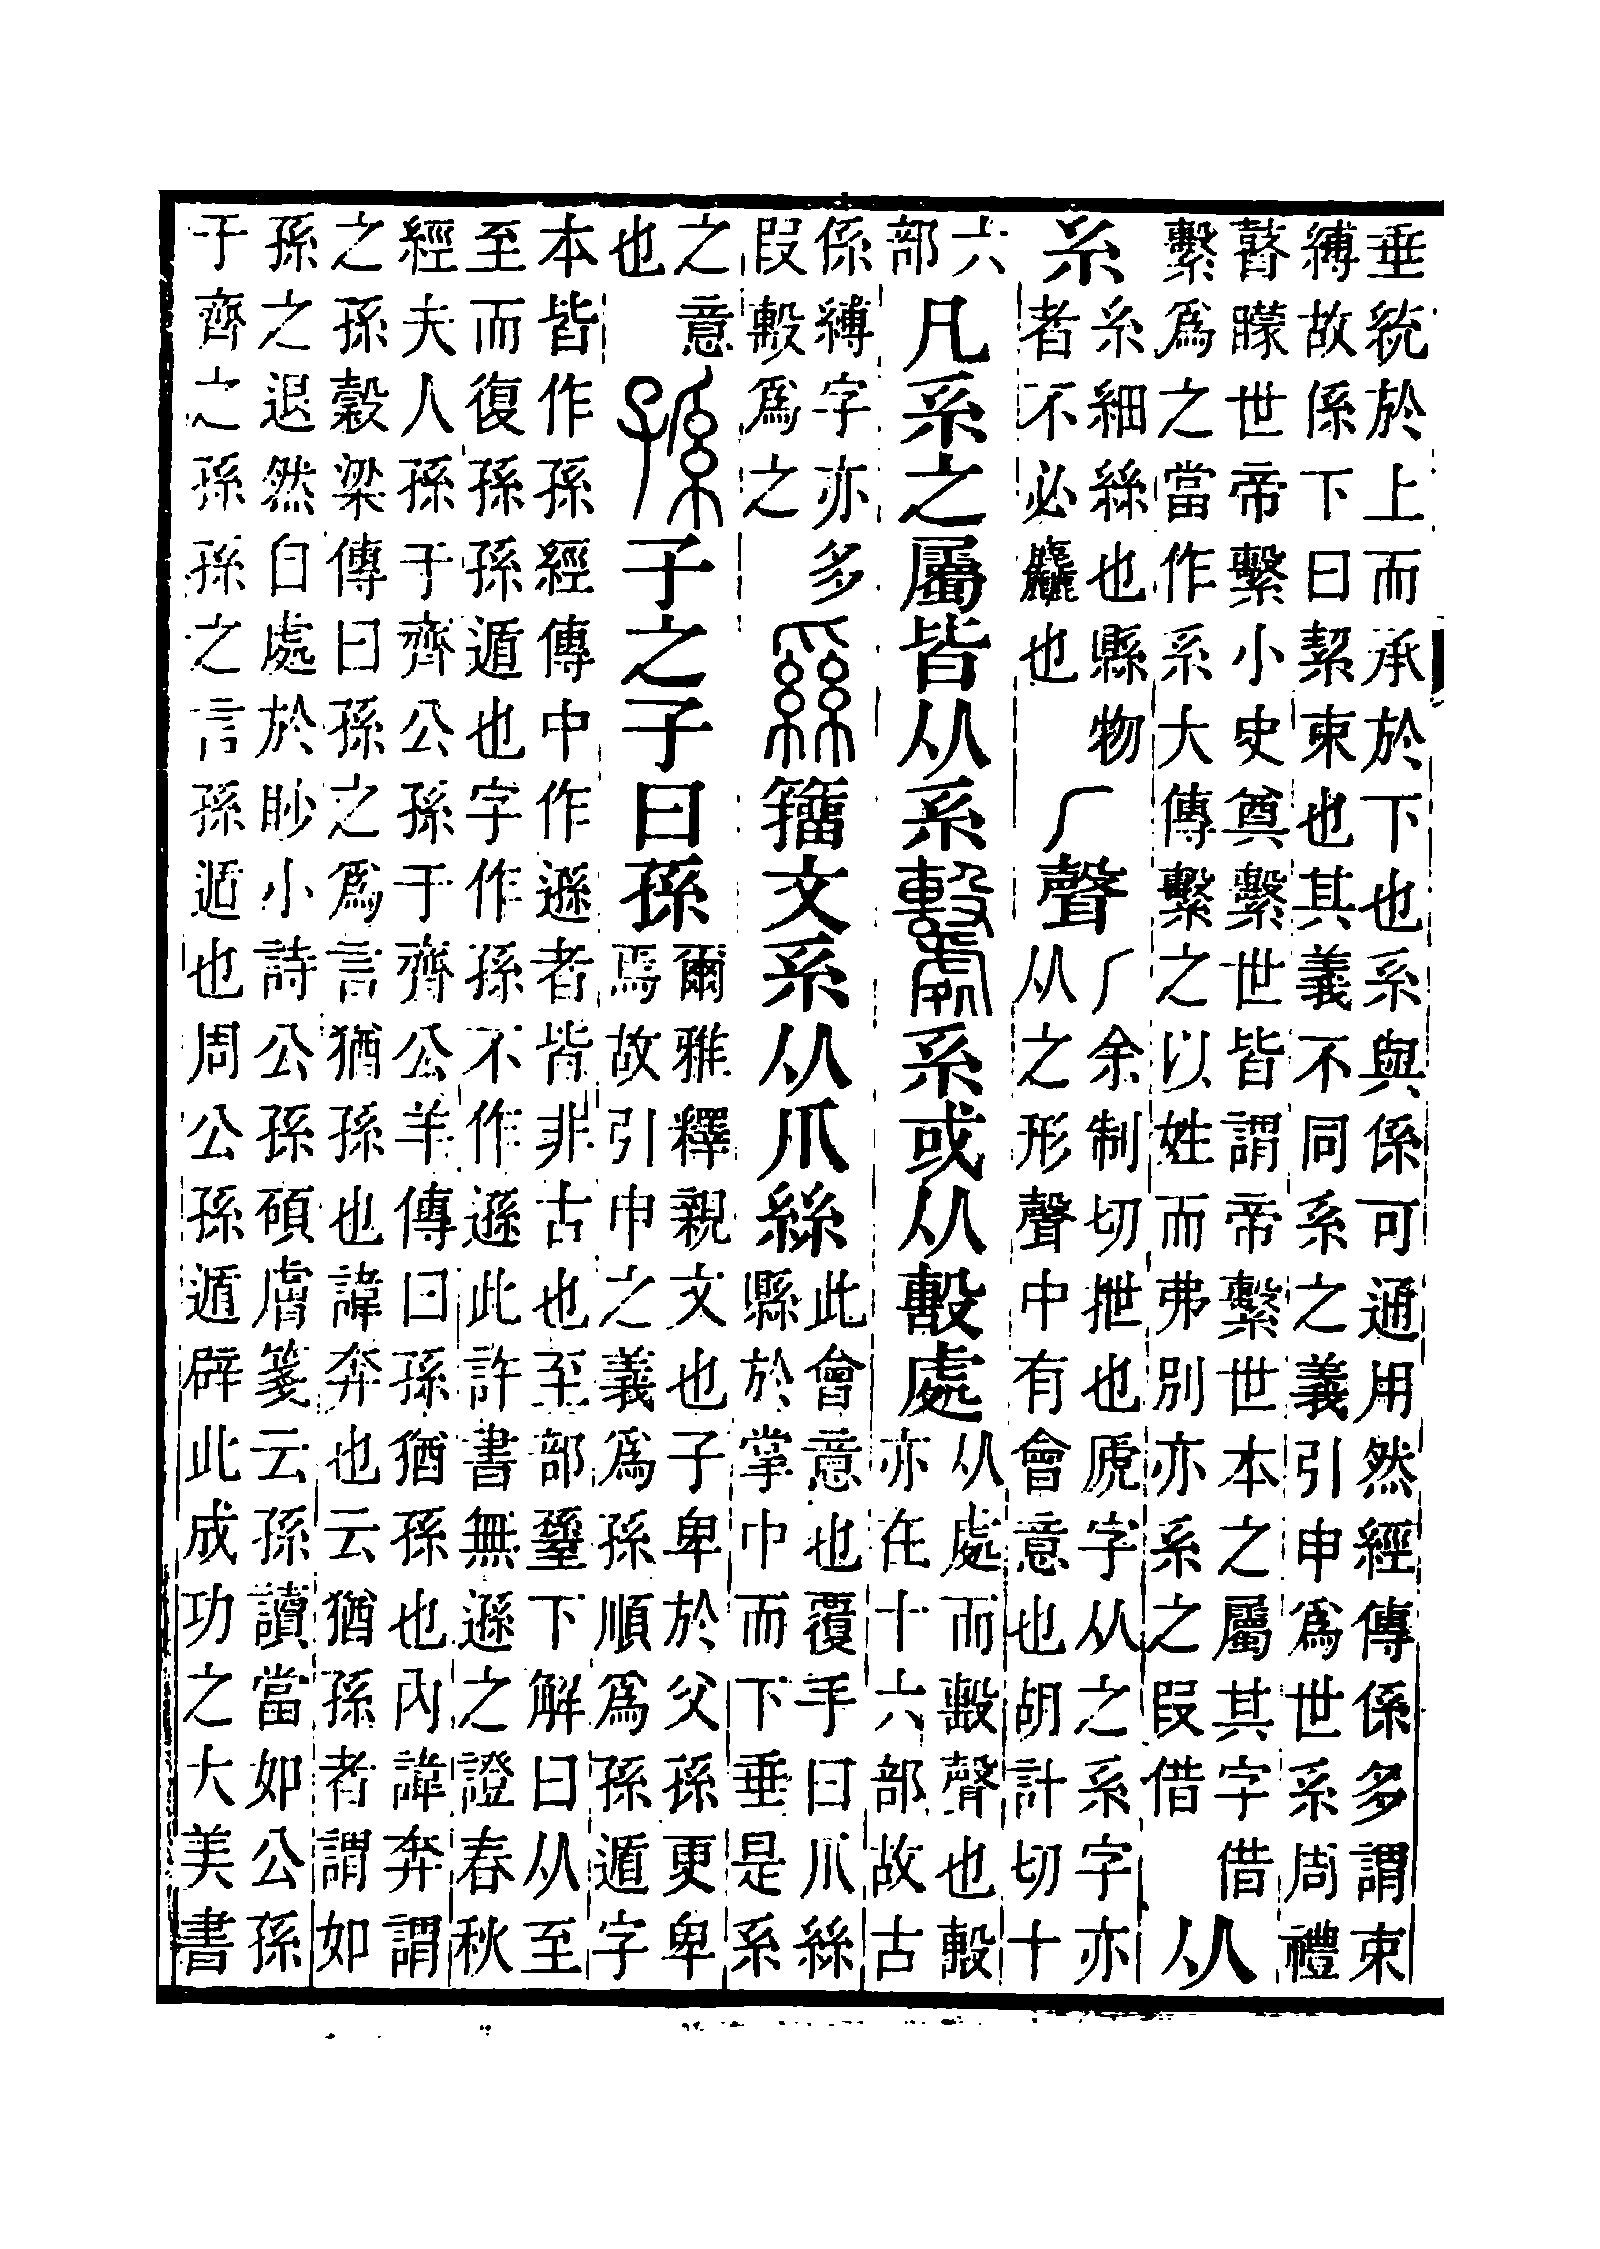 垂統於上而承於下也系與係可通用然經傳係多謂束
縛故係下曰絜束也其義不同系之義引申爲世系周禮
瞽矇世帝繫小史奠繫世皆謂帝繫世本之屬其字借
繫爲之當作系大傳繫之以姓而弗別亦系之叚借
从
糸
糸細絲也縣物
者不必麤也
𠂆聲
𠂆余制切抴也虒字从之系字亦
从之形聲中有會意也胡計切十
六
部
凡系之屬皆从系
系或从毄處
从處而毄聲也毄
亦在十六部故古
係縛字亦多
叚毄爲之
籒文系从爪絲
此會意也覆手曰爪絲
縣於掌中而下垂是系
之意
也
子之子曰孫
爾雅釋親文也子卑於父孫更卑
焉故引申之義爲孫順爲孫遁字
本皆作孫經傳中作遜者皆非古也至部下解曰从至
至而復孫孫遁也字作孫不作遜此許書無遜之證春秋
經夫人孫于齊公孫于齊公羊傳曰孫猶孫也內諱奔謂
之孫穀梁傳曰孫之爲言猶孫也諱奔也云猶孫者謂如
孫之退然自處於眇小詩公孫碩膚箋云孫讀當如公孫
于齊之孫孫之言孫遁也周公孫遁辟此成功之大美書